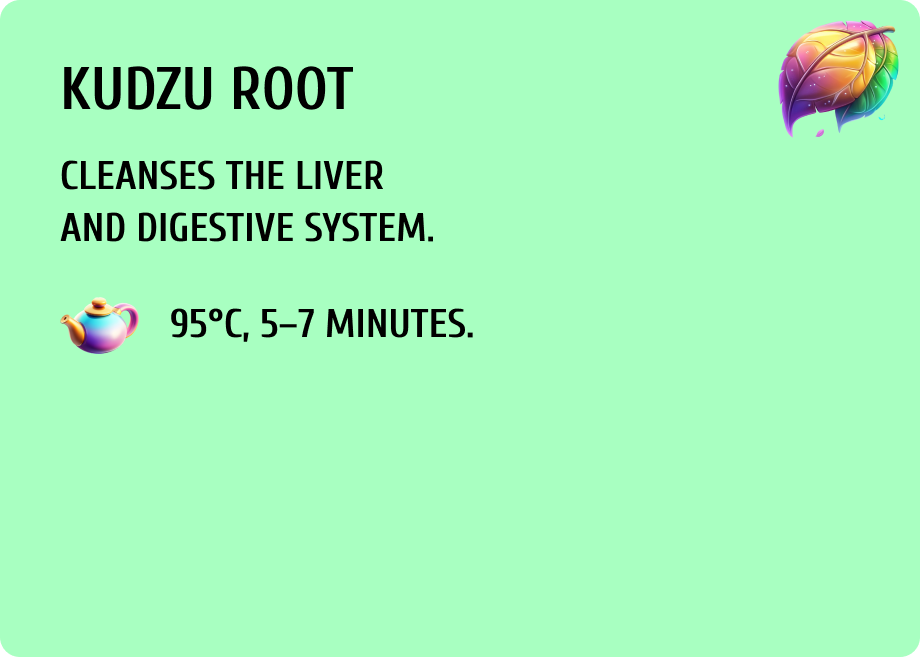 KUDZU ROOT
CLEANSES THE LIVER
AND DIGESTIVE SYSTEM.
95°C, 5–7 MINUTES.